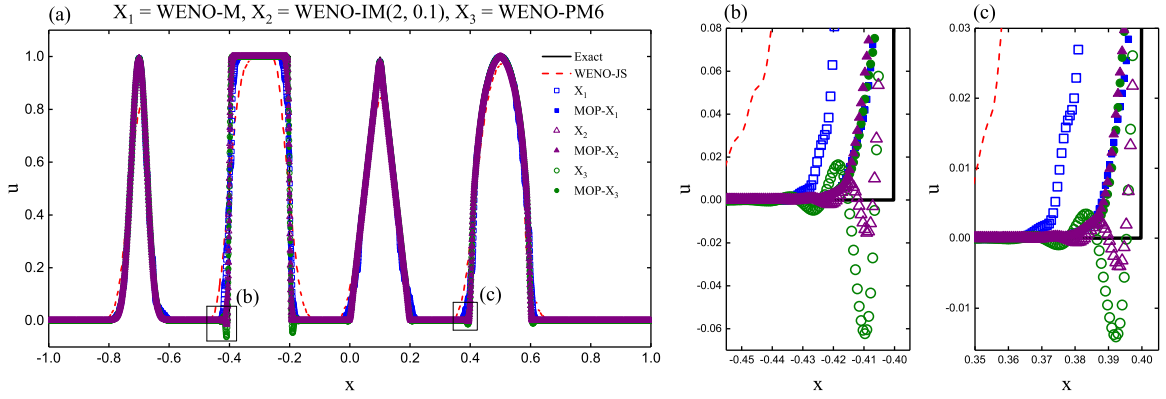 X₁ = WENO-M, X₂ = WENO-IM(2, 0.1), X₃ = WENO-PM6
(a)
u
1.0
0.8
0.6
0.4
0.2
0.0
-1.0 -0.8 -0.6 -0.4 -0.2 0.0 0.2 0.4 0.6 0.8 1.0
x
(b)
(c)
Exact
WENO-JS
X₁
MOP-X₁
X₂
MOP-X₂
X₃
MOP-X₃
(b)
u
0.08
0.06
0.04
0.02
0.00
-0.02
-0.04
-0.06
-0.45 -0.44 -0.43 -0.42 -0.41 -0.40
x
(c)
u
0.03
0.02
0.01
0.00
-0.01
0.35 0.36 0.37 0.38 0.39 0.40
x